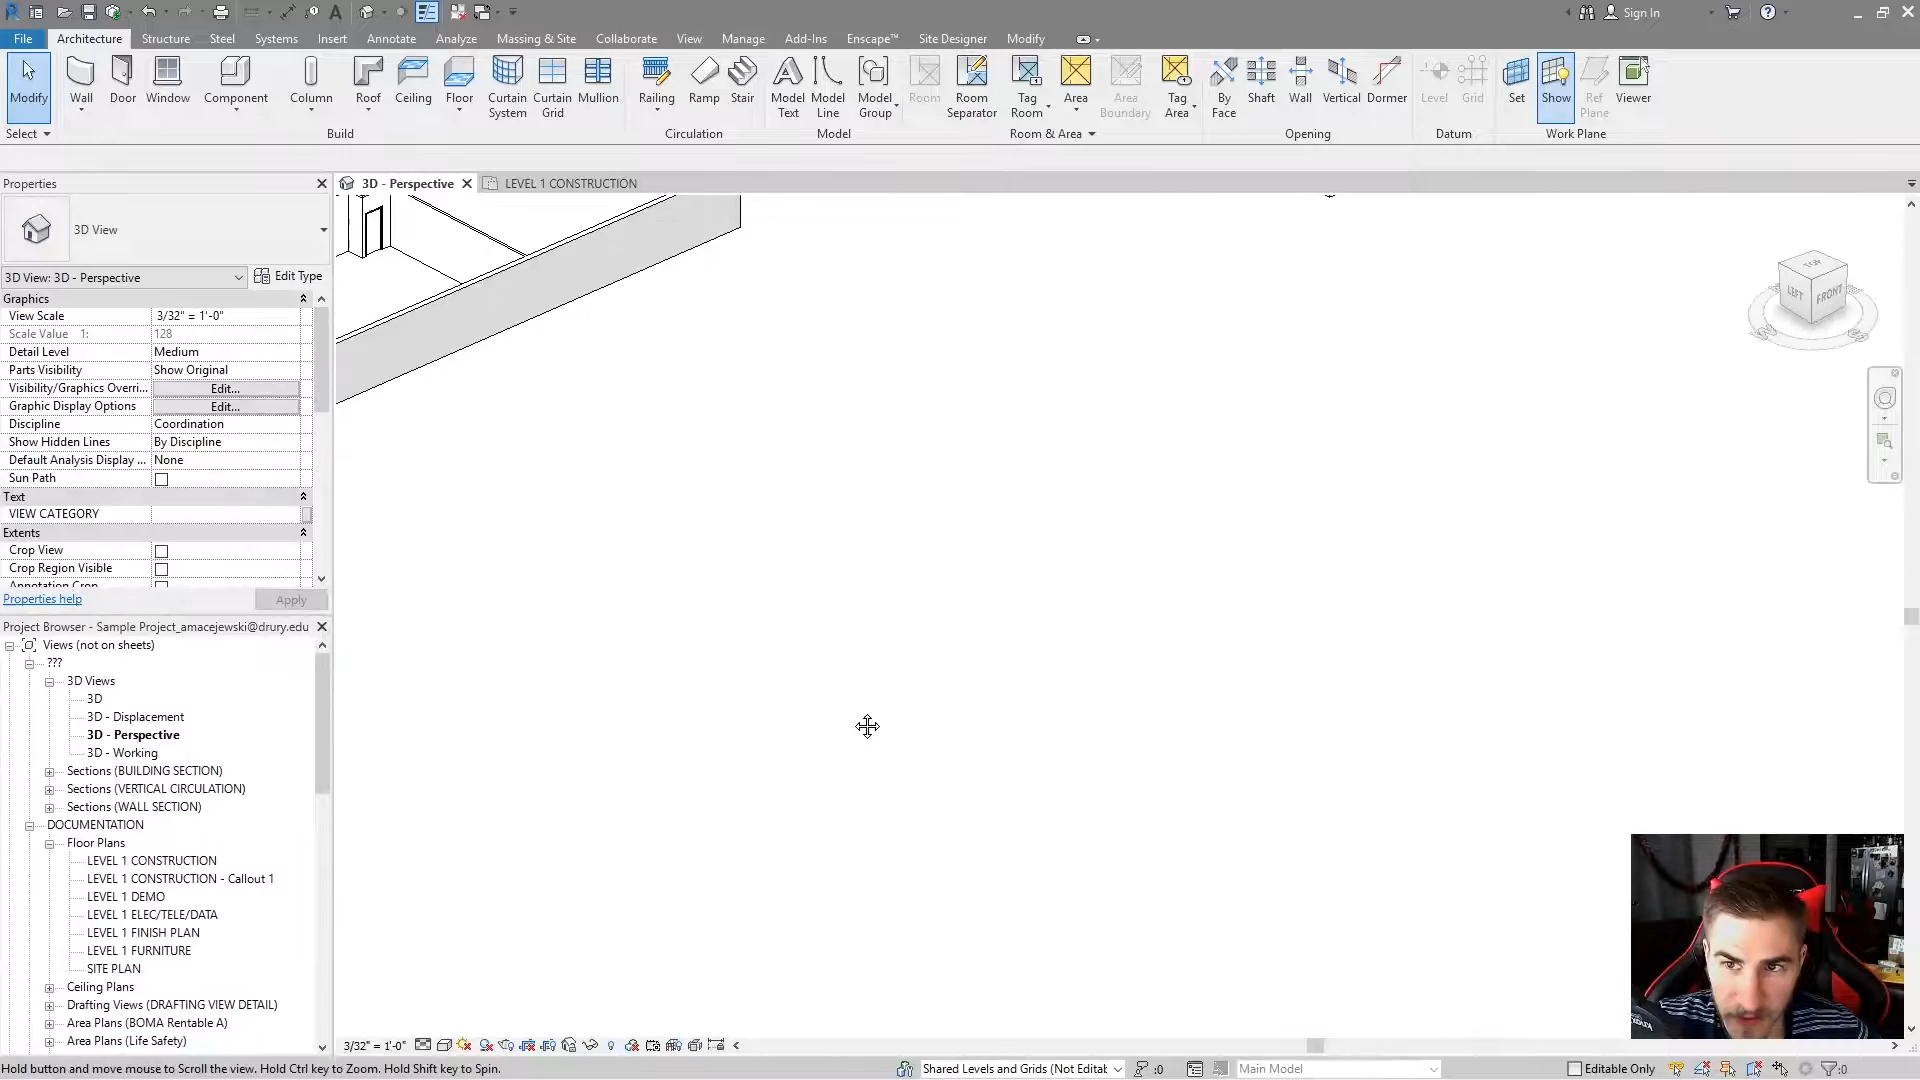 Sign In
File Architecture Structure Steel Systems Insert Annotate Analyze Massing & Site Collaborate View Manage Add-Ins Enscape™ Site Designer Modify
Modify Wall Door Window Component Column Roof Ceiling Floor Curtain System Curtain Grid Mullion Railing Ramp Stair Model Text Model Line Model Group Room Room Separator Tag Room Area Area Boundary Tag Area By Face Shaft Wall Vertical Dormer Level Grid Set Show Ref Plane Viewer
Select Build Circulation Model Room & Area Opening Datum Work Plane
Properties
3D - Perspective LEVEL 1 CONSTRUCTION
3D View
3D View: 3D - Perspective Edit Type
Graphics
View Scale 3/32" = 1'-0"
Scale Value 1: 128
Detail Level Medium
Parts Visibility Show Original
Visibility/Graphics Overri... Edit...
Graphic Display Options Edit...
Discipline Coordination
Show Hidden Lines By Discipline
Default Analysis Display ... None
Sun Path
Text
VIEW CATEGORY
Extents
Crop View
Crop Region Visible
Annotation Crop
Properties help Apply
Project Browser - Sample Project_amacejewski@drury.edu
Views (not on sheets)
???
3D Views
3D
3D - Displacement
3D - Perspective
3D - Working
Sections (BUILDING SECTION)
Sections (VERTICAL CIRCULATION)
Sections (WALL SECTION)
DOCUMENTATION
Floor Plans
LEVEL 1 CONSTRUCTION
LEVEL 1 CONSTRUCTION - Callout 1
LEVEL 1 DEMO
LEVEL 1 ELEC/TELE/DATA
LEVEL 1 FINISH PLAN
LEVEL 1 FURNITURE
SITE PLAN
Ceiling Plans
Drafting Views (DRAFTING VIEW DETAIL)
Area Plans (BOMA Rentable A)
Area Plans (Life Safety)
TOP
LEFT FRONT
3/32" = 1'-0"
Hold button and move mouse to Scroll the view. Hold Ctrl key to Zoom. Hold Shift key to Spin.
Shared Levels and Grids (Not Editab :0 Main Model Editable Only :0